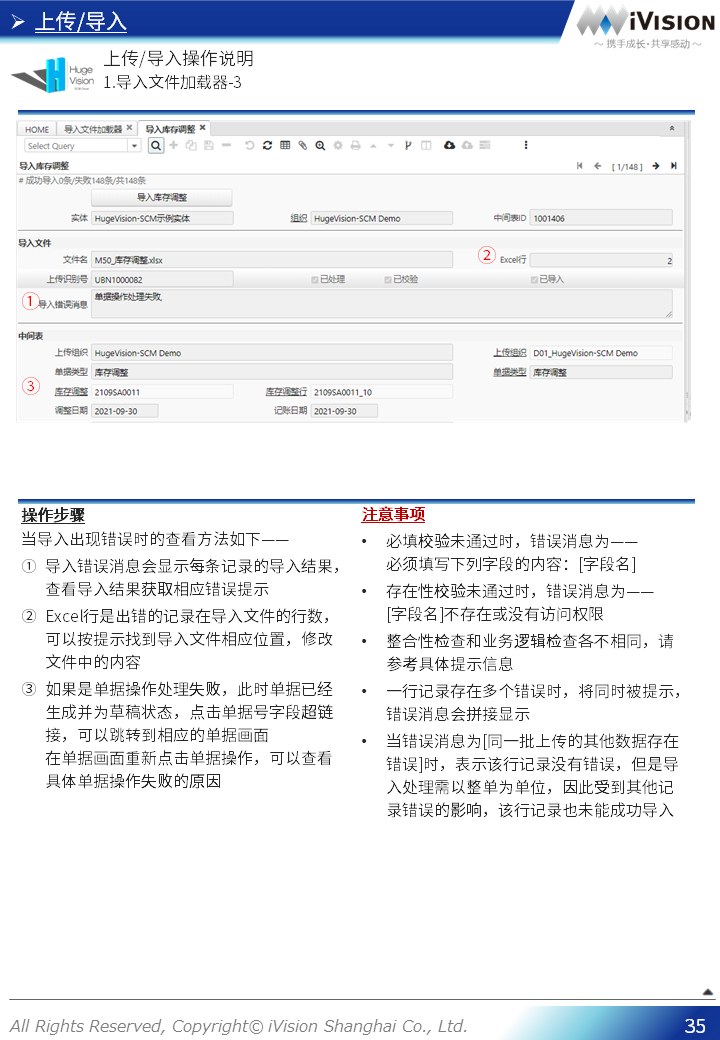 上传/导入
iVision
～ 携手成长·共享感动 ～
Huge
Vision
上传/导入操作说明
1.导入文件加载器-3
HOME 导入文件加载器 × 导入库存调整 ×
Select Query
导入库存调整
[ 1/148 ]
# 成功导入0条/失败148条/共148条
导入库存调整
实体 HugeVision-SCM示例实体 组织 HugeVision-SCM Demo 中间表ID 1001406
导入文件
文件名 M50_库存调整.xlsx ② Excel行 2
上传识别号 UBN1000082 已处理 已校验 已导入
① 导入错误消息 单据操作处理失败,
中间表
上传组织 HugeVision-SCM Demo 上传组织 D01_HugeVision-SCM Demo
单据类型 库存调整 单据类型 库存调整
③ 库存调整 2109SA0011 库存调整行 2109SA0011_10
调整日期 2021-09-30 记账日期 2021-09-30
操作步骤
当导入出现错误时的查看方法如下——
① 导入错误消息会显示每条记录的导入结果，
查看导入结果获取相应错误提示
② Excel行是出错的记录在导入文件的行数，
可以按提示找到导入文件相应位置，修改
文件中的内容
③ 如果是单据操作处理失败，此时单据已经
生成并为草稿状态，点击单据号字段超链
接，可以跳转到相应的单据画面
在单据画面重新点击单据操作，可以查看
具体单据操作失败的原因
注意事项
• 必填校验未通过时，错误消息为——
必须填写下列字段的内容：[字段名]
• 存在性校验未通过时，错误消息为——
[字段名]不存在或没有访问权限
• 整合性检查和业务逻辑检查各不相同，请
参考具体提示信息
• 一行记录存在多个错误时，将同时被提示，
错误消息会拼接显示
• 当错误消息为[同一批上传的其他数据存在
错误]时，表示该行记录没有错误，但是导
入处理需以整单为单位，因此受到其他记
录错误的影响，该行记录也未能成功导入
All Rights Reserved, Copyright© iVision Shanghai Co., Ltd.
35